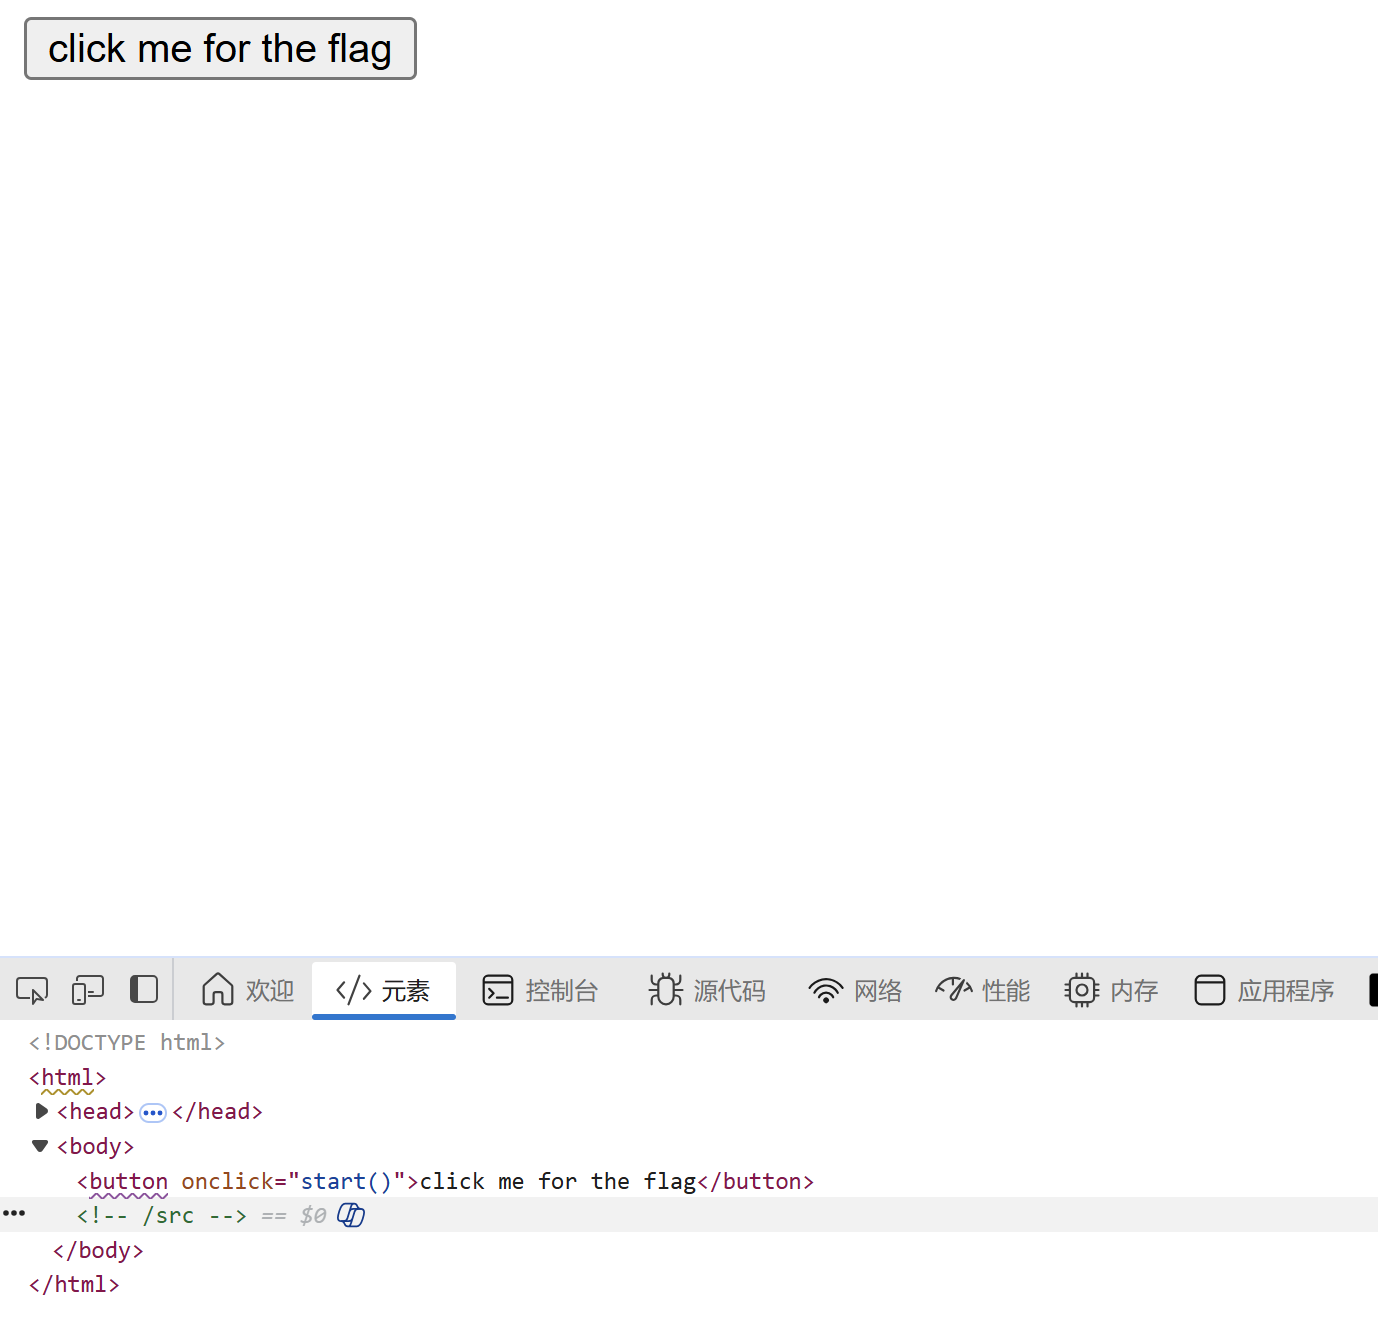 click me for the flag
欢迎 元素 控制台 源代码 网络 性能 内存 应用程序
<!DOCTYPE html>
<html>
<head> ••• </head>
<body>
<button onclick="start()">click me for the flag</button>
<!-- /src --> == $0
</body>
</html>